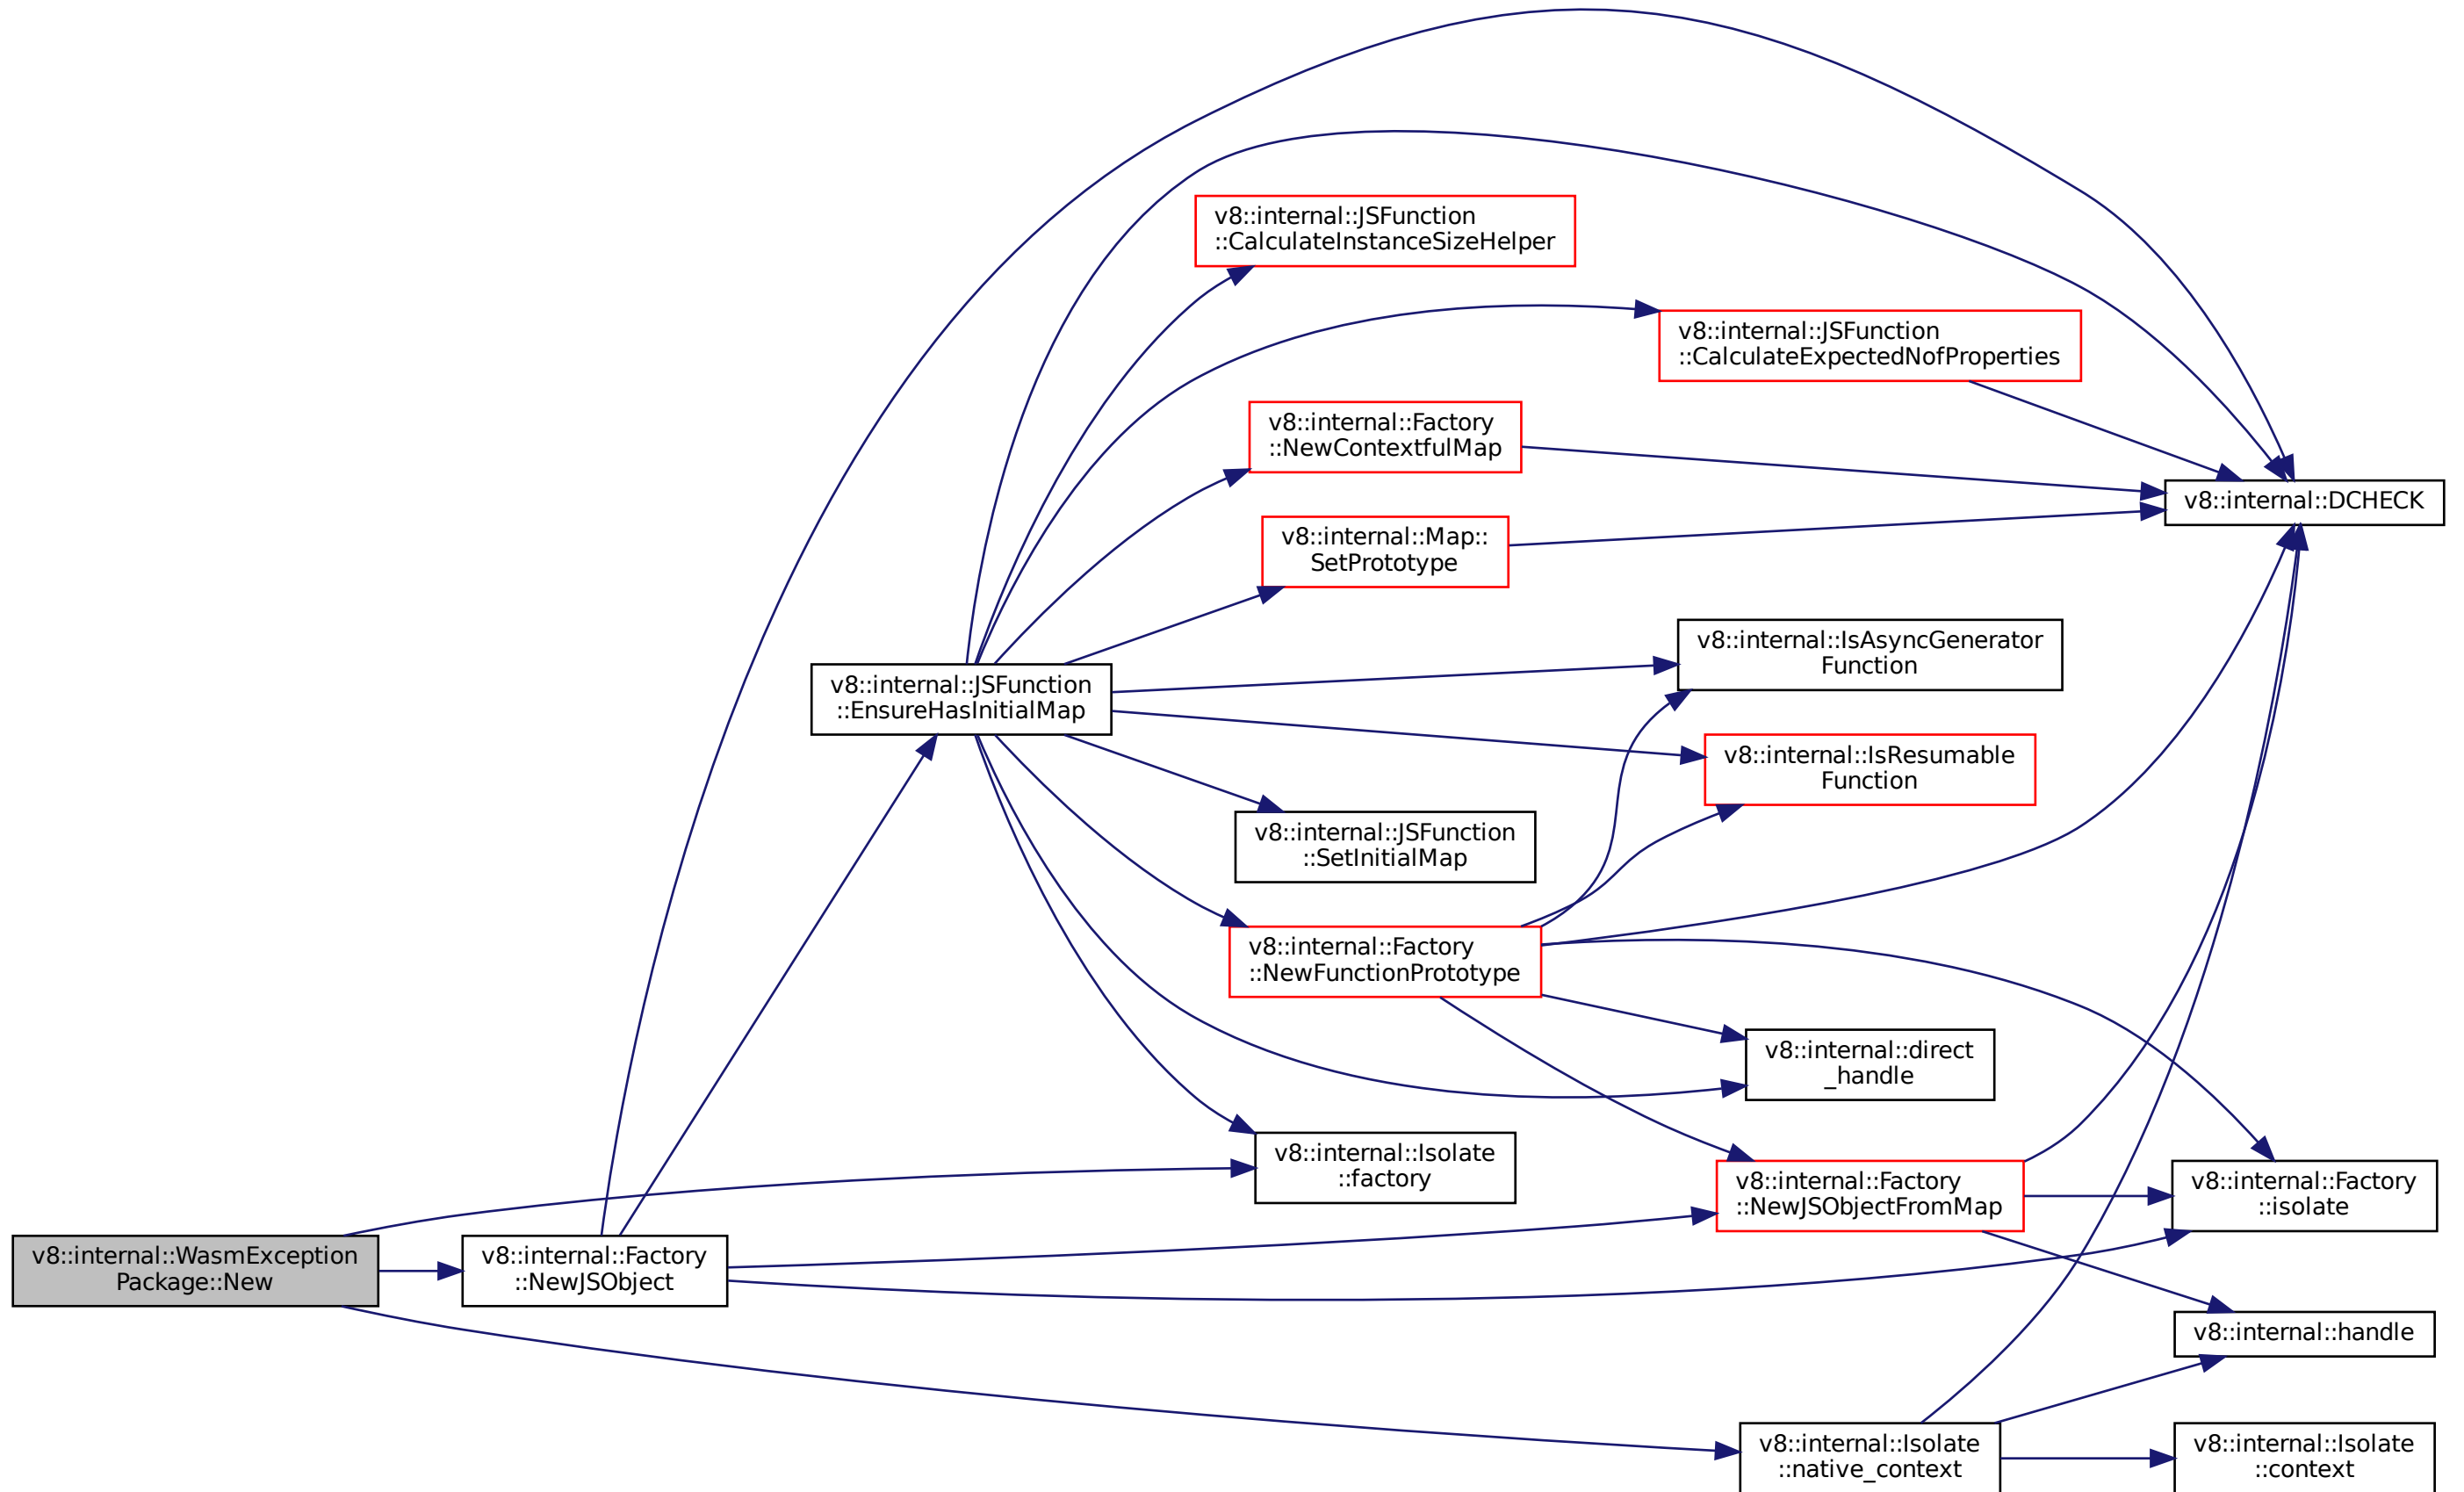 v8::internal::JSFunction
::CalculateInstanceSizeHelper
v8::internal::JSFunction
::CalculateExpectedNofProperties
v8::internal::Factory
::NewContextfulMap
v8::internal::DCHECK
v8::internal::Map::
SetPrototype
v8::internal::IsAsyncGenerator
Function
v8::internal::JSFunction
::EnsureHasInitialMap
v8::internal::IsResumable
Function
v8::internal::JSFunction
::SetInitialMap
v8::internal::Factory
::NewFunctionPrototype
v8::internal::direct
_handle
v8::internal::Isolate
::factory
v8::internal::Factory
::NewJSObjectFromMap
v8::internal::Factory
::isolate
v8::internal::WasmException
Package::New
v8::internal::Factory
::NewJSObject
v8::internal::handle
v8::internal::Isolate
::native_context
v8::internal::Isolate
::context